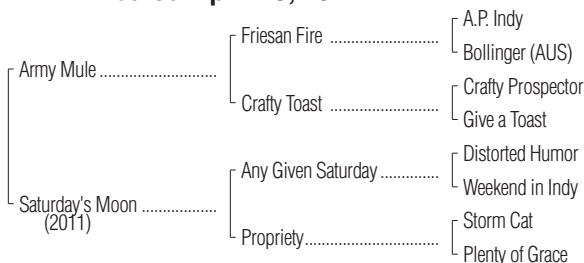 A.P. Indy
Friesan Fire
Bollinger (AUS)
Army Mule
Crafty Prospector
Crafty Toast
Give a Toast
Distorted Humor
Any Given Saturday
Weekend in Indy
Saturday's Moon
(2011)
Storm Cat
Propriety
Plenty of Grace